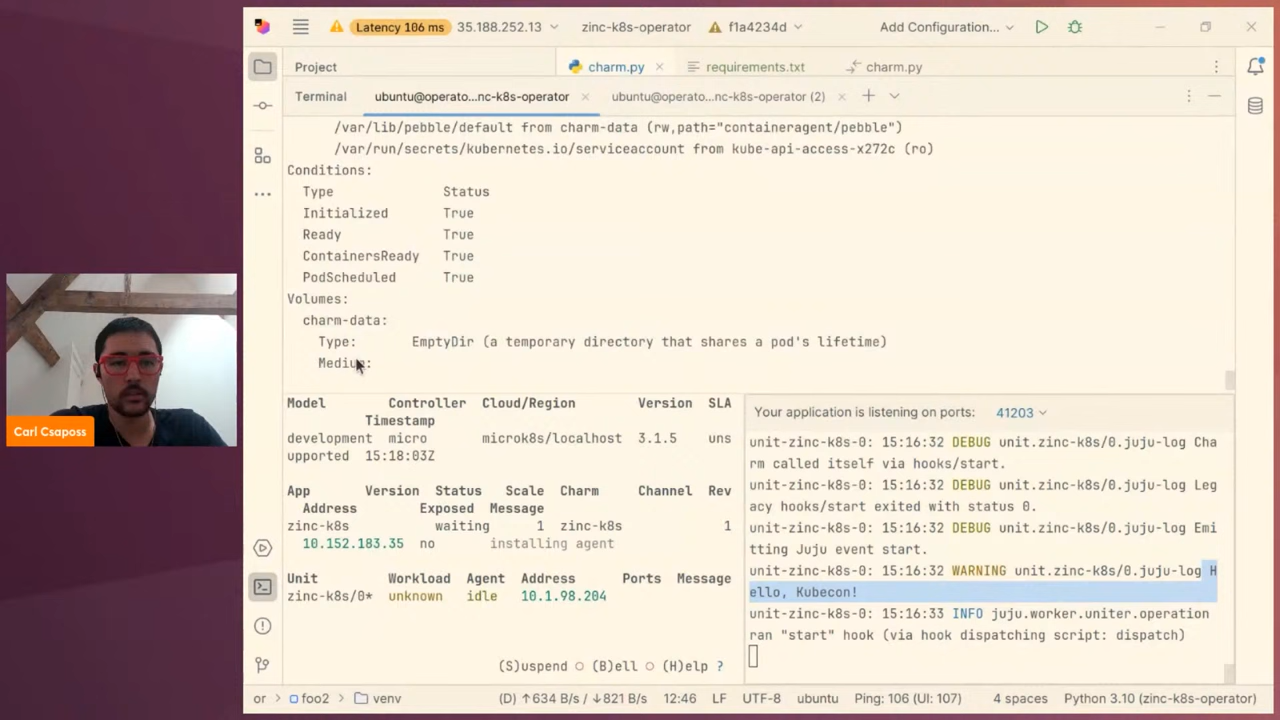 Latency 106 ms 35.188.252.13 zinc-k8s-operator f1a4234d Add Configuration...
Project charm.py requirements.txt charm.py
Terminal ubuntu@operato...nc-k8s-operator ubuntu@operato...nc-k8s-operator (2)
/var/lib/pebble/default from charm-data (rw,path="containeragent/pebble")
/var/run/secrets/kubernetes.io/serviceaccount from kube-api-access-x272c (ro)
Conditions:
Type Status
Initialized True
Ready True
ContainersReady True
PodScheduled True
Volumes:
charm-data:
Type: EmptyDir (a temporary directory that shares a pod's lifetime)
Medium:
Model Controller Cloud/Region Version SLA
Timestamp
development micro microk8s/localhost 3.1.5 uns
upported 15:18:03Z
App Version Status Scale Charm Channel Rev
Address Exposed Message
zinc-k8s waiting 1 zinc-k8s 1
10.152.183.35 no installing agent
Unit Workload Agent Address Ports Message
zinc-k8s/0* unknown idle 10.1.98.204
(S)uspend (B)ell (H)elp ?
Your application is listening on ports: 41203
unit-zinc-k8s-0: 15:16:32 DEBUG unit.zinc-k8s/0.juju-log Cha
rm called itself via hooks/start.
unit-zinc-k8s-0: 15:16:32 DEBUG unit.zinc-k8s/0.juju-log Leg
acy hooks/start exited with status 0.
unit-zinc-k8s-0: 15:16:32 DEBUG unit.zinc-k8s/0.juju-log Emi
tting Juju event start.
unit-zinc-k8s-0: 15:16:32 WARNING unit.zinc-k8s/0.juju-log H
ello, Kubecon!
unit-zinc-k8s-0: 15:16:33 INFO juju.worker.uniter.operation
ran "start" hook (via hook dispatching script: dispatch)
Carl Csaposs
or foo2 venv (D) ↑634 B/s / ↓821 B/s 12:46 LF UTF-8 ubuntu Ping: 106 (UI: 107) 4 spaces Python 3.10 (zinc-k8s-operator)